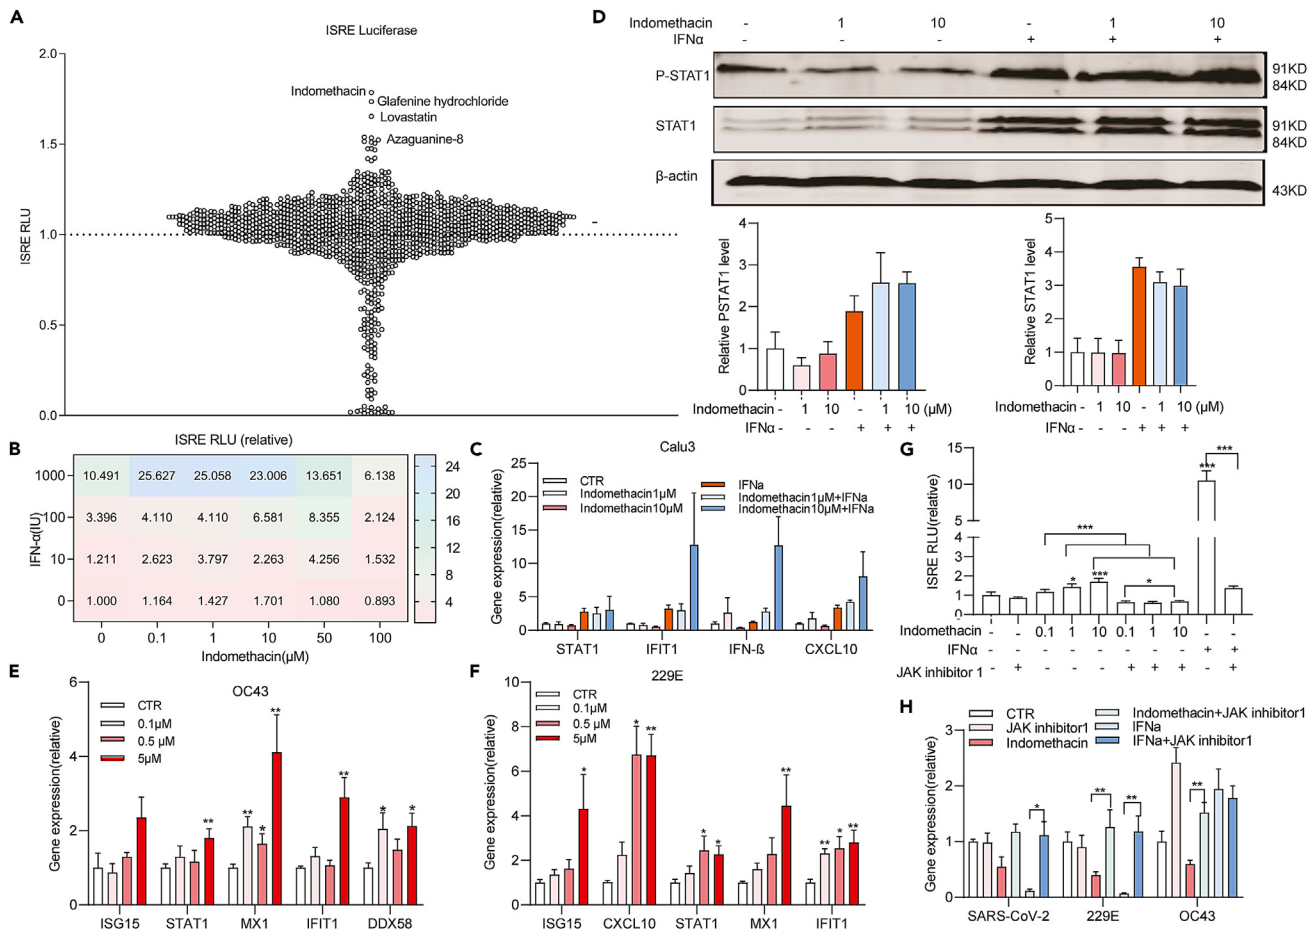 A
ISRE Luciferase
2.0
1.5
1.0
0.5
0.0
ISRE RLU
Indomethacin
Glafenine hydrochloride
Lovastatin
Azaguanine-8
-
B
ISRE RLU (relative)
1000
100
10
0
IFN-α(IU)
10.491 25.627 25.058 23.006 13.651 6.138
3.396 4.110 4.110 6.581 8.355 2.124
1.211 2.623 3.797 2.263 4.256 1.532
1.000 1.164 1.427 1.701 1.080 0.893
0 0.1 1 10 50 100
Indomethacin(μM)
24
20
16
12
8
4
C
Calu3
25
20
15
10
5
0
Gene expression(relative)
CTR
Indomethacin1μM
Indomethacin10μM
IFNa
Indomethacin1μM+IFNa
Indomethacin10μM+IFNa
STAT1 IFIT1 IFN-ß CXCL10
D
Indomethacin - 1 10 - 1 10
IFNα - - - + + +
P-STAT1
91KD
84KD
STAT1
91KD
84KD
β-actin
43KD
4
3
2
1
0
Relative PSTAT1 level
Indomethacin - 1 10 - 1 10 (μM)
IFNα - - - + + +
5
4
3
2
1
0
Relative STAT1 level
Indomethacin - 1 10 - 1 10 (μM)
IFNα - - - + + +
E
OC43
6
4
2
0
Gene expression(relative)
CTR
0.1μM
0.5 μM
5μM
** ** * ** ** * *
ISG15 STAT1 MX1 IFIT1 DDX58
F
229E
10
8
6
4
2
0
Gene expression(relative)
CTR
0.1μM
0.5 μM
5μM
* * ** * * ** ** * **
ISG15 CXCL10 STAT1 MX1 IFIT1
G
15
10
5
4
3
2
1
0
ISRE RLU(relative)
*** * *** * *** ***
Indomethacin - - 0.1 1 10 0.1 1 10 - -
IFNα - - - - - - - - + +
JAK inhibitor 1 - + - - - + + + - +
H
CTR
JAK inhibitor1
Indomethacin
Indomethacin+JAK inhibitor1
IFNa
IFNa+JAK inhibitor1
3
2
1
0
Gene expression(relative)
* ** ** **
SARS-CoV-2 229E OC43